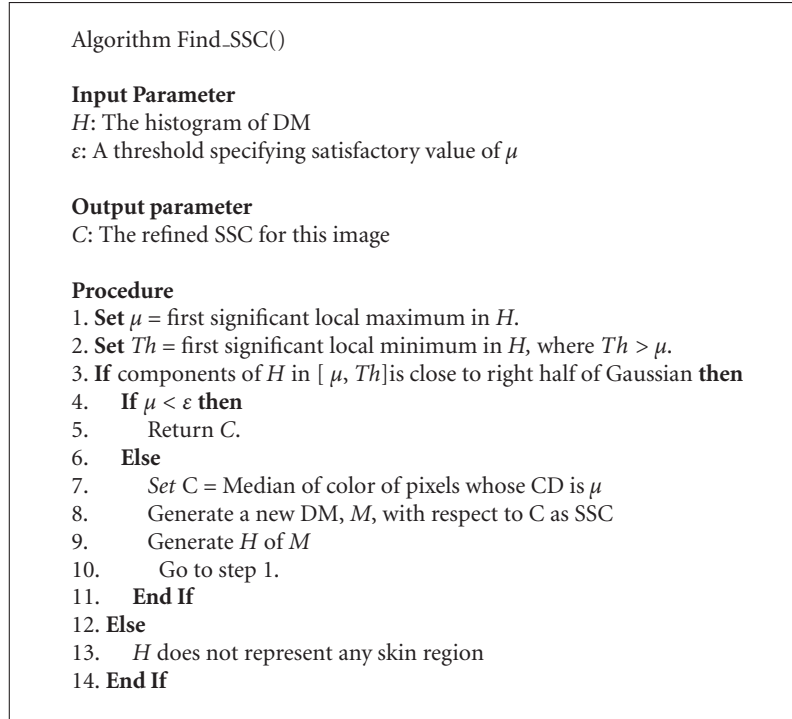 Algorithm Find_SSC()
Input Parameter
H: The histogram of DM
ε: A threshold specifying satisfactory value of μ
Output parameter
C: The refined SSC for this image
Procedure
1. Set μ = first significant local maximum in H.
2. Set Th = first significant local minimum in H, where Th > μ.
3. If components of H in [ μ, Th]is close to right half of Gaussian then
4. If μ < ε then
5. Return C.
6. Else
7. Set C = Median of color of pixels whose CD is μ
8. Generate a new DM, M, with respect to C as SSC
9. Generate H of M
10. Go to step 1.
11. End If
12. Else
13. H does not represent any skin region
14. End If